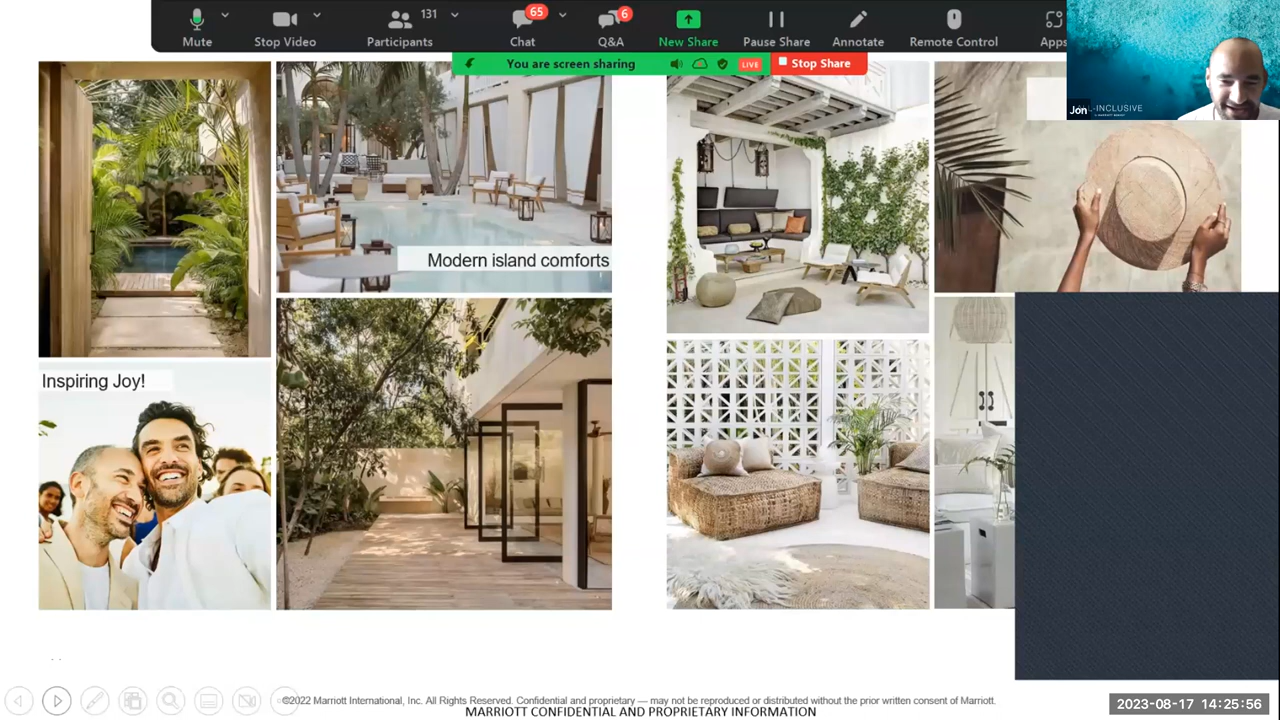 131
65
6
Mute
Stop Video
Participants
Chat
Q&A
New Share
Pause Share
Annotate
Remote Control
Apps
You are screen sharing
LIVE
Stop Share
Jon
-INCLUSIVE
Modern island comforts
Inspiring Joy!
©2022 Marriott International, Inc. All Rights Reserved. Confidential and proprietary — may not be reproduced or distributed without the prior written consent of Marriott.
MARRIOTT CONFIDENTIAL AND PROPRIETARY INFORMATION
2023-08-17 14:25:56